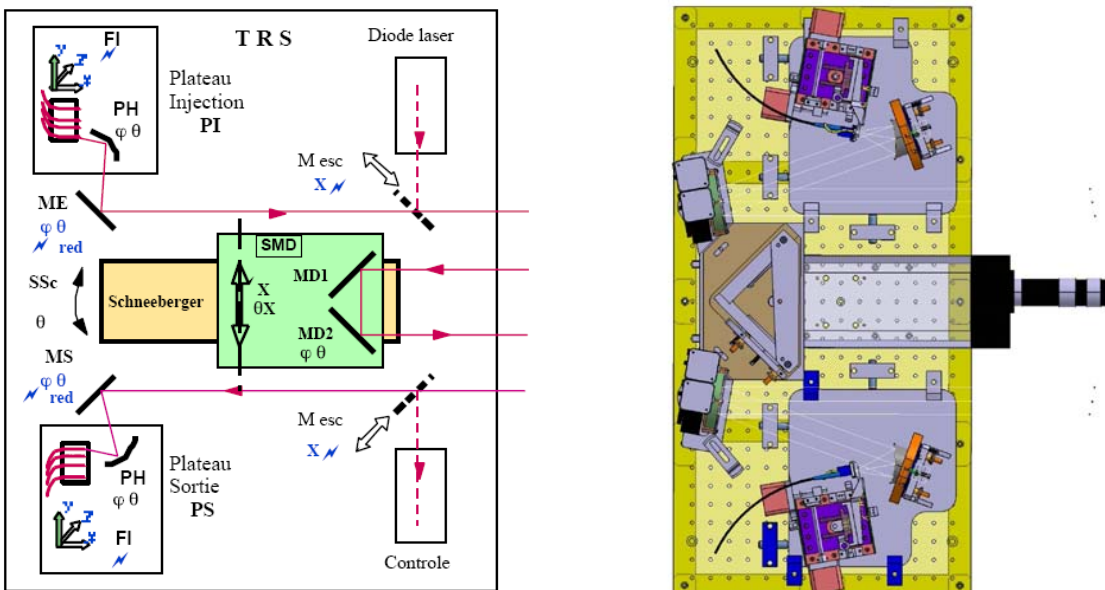 T R S
FI
Y
Z
X
PH
φ θ
Plateau
Injection
PI
Diode laser
M esc
X
ME
φ θ
red
SMD
SSc
θ
Schneeberger
X
θX
MD1
MD2
φ θ
MS
φ θ
red
M esc
X
PH
φ θ
Plateau
Sortie
PS
Y
Z
X
FI
Controle